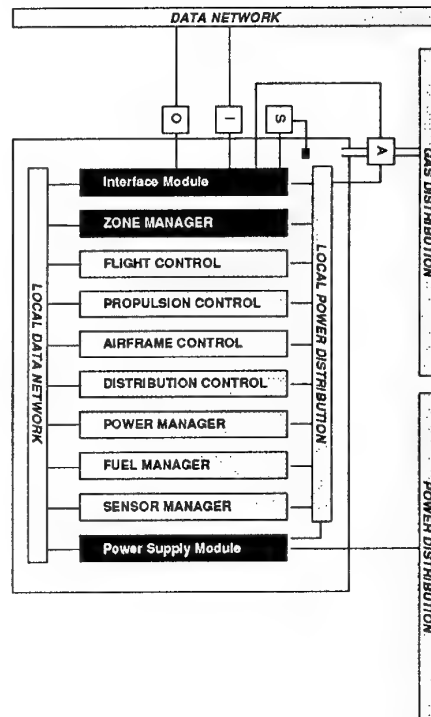 DATA NETWORK
O
I
S
A
GAS DISTRIBUTION
Interface Module
ZONE MANAGER
FLIGHT CONTROL
PROPULSION CONTROL
AIRFRAME CONTROL
DISTRIBUTION CONTROL
POWER MANAGER
FUEL MANAGER
SENSOR MANAGER
Power Supply Module
LOCAL DATA NETWORK
LOCAL POWER DISTRIBUTION
POWER DISTRIBUTION